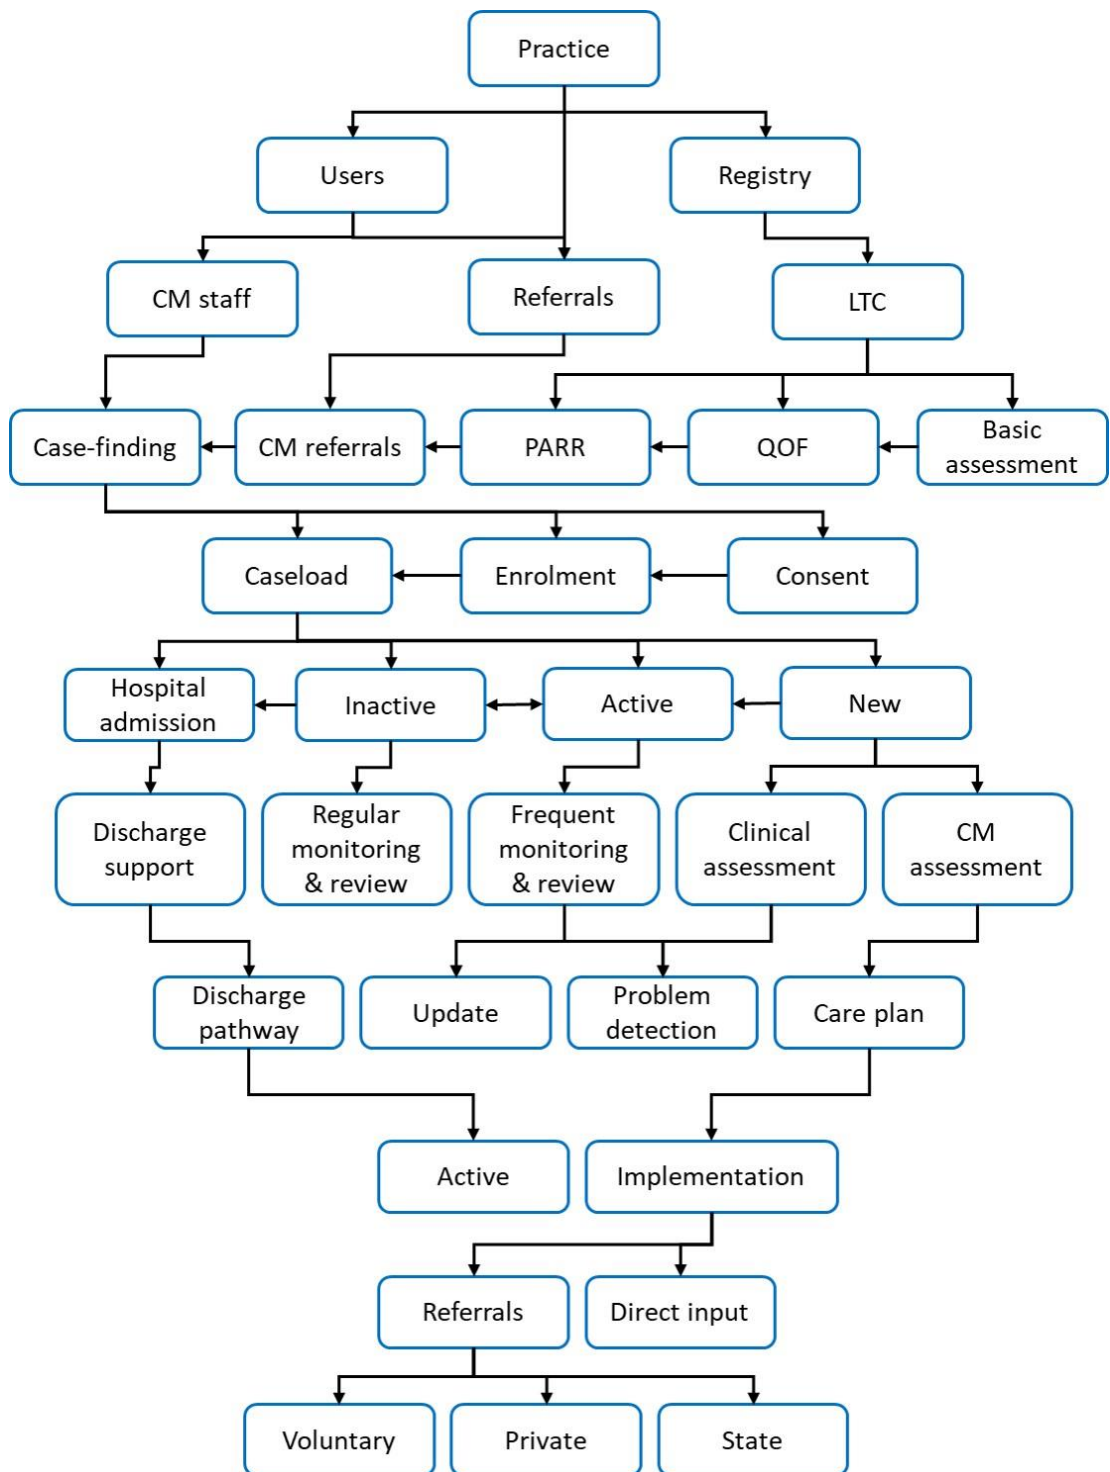 Practice
Users
Registry
CM staff
Referrals
LTC
Case-finding
CM referrals
PARR
QOF
Basic
assessment
Caseload
Enrolment
Consent
Hospital
admission
Inactive
Active
New
Discharge
support
Regular
monitoring
& review
Frequent
monitoring
& review
Clinical
assessment
CM
assessment
Discharge
pathway
Update
Problem
detection
Care plan
Active
Implementation
Referrals
Direct input
Voluntary
Private
State